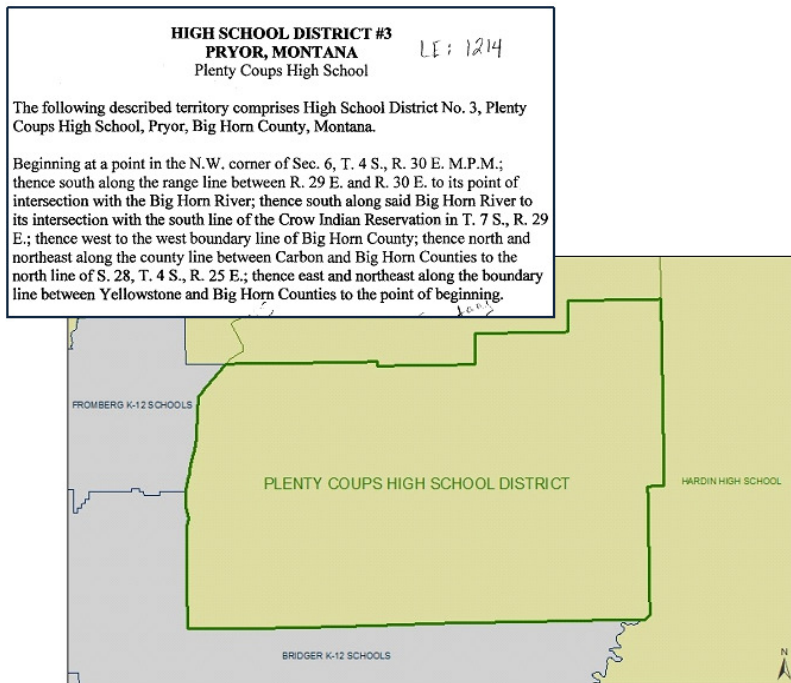 HIGH SCHOOL DISTRICT #3
PRYOR, MONTANA
LE: 1214
Plenty Coups High School
The following described territory comprises High School District No. 3, Plenty
Coups High School, Pryor, Big Horn County, Montana.
Beginning at a point in the N.W. corner of Sec. 6, T. 4 S., R. 30 E. M.P.M.;
thence south along the range line between R. 29 E. and R. 30 E. to its point of
intersection with the Big Horn River; thence south along said Big Horn River to
its intersection with the south line of the Crow Indian Reservation in T. 7 S., R. 29
E.; thence west to the west boundary line of Big Horn County; thence north and
northeast along the county line between Carbon and Big Horn Counties to the
north line of S. 28, T. 4 S., R. 25 E.; thence east and northeast along the boundary
line between Yellowstone and Big Horn Counties to the point of beginning.
FROMBERG K-12 SCHOOLS
PLENTY COUPS HIGH SCHOOL DISTRICT
HARDIN HIGH SCHOOL
BRIDGER K-12 SCHOOLS
N